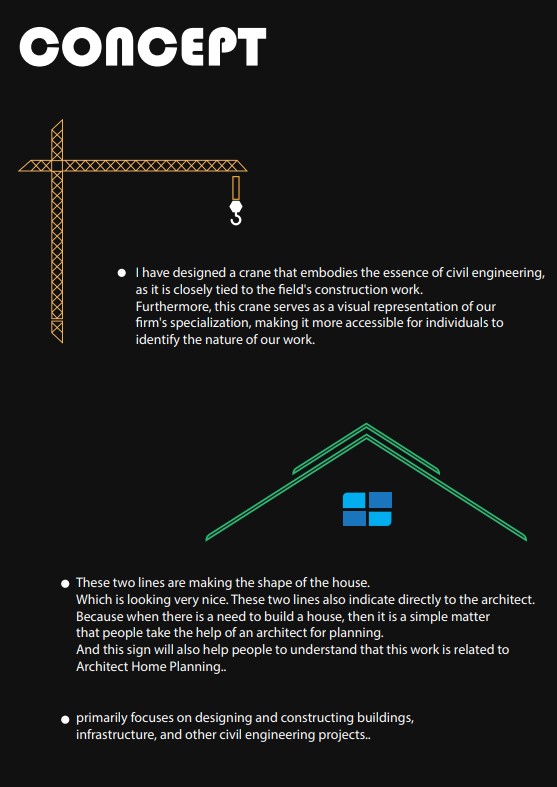 CONCEPT
I have designed a crane that embodies the essence of civil engineering,
as it is closely tied to the field's construction work.
Furthermore, this crane serves as a visual representation of our
firm's specialization, making it more accessible for individuals to
identify the nature of our work.
These two lines are making the shape of the house.
Which is looking very nice. These two lines also indicate directly to the architect.
Because when there is a need to build a house, then it is a simple matter
that people take the help of an architect for planning.
And this sign will also help people to understand that this work is related to
Architect Home Planning..
primarily focuses on designing and constructing buildings,
infrastructure, and other civil engineering projects..